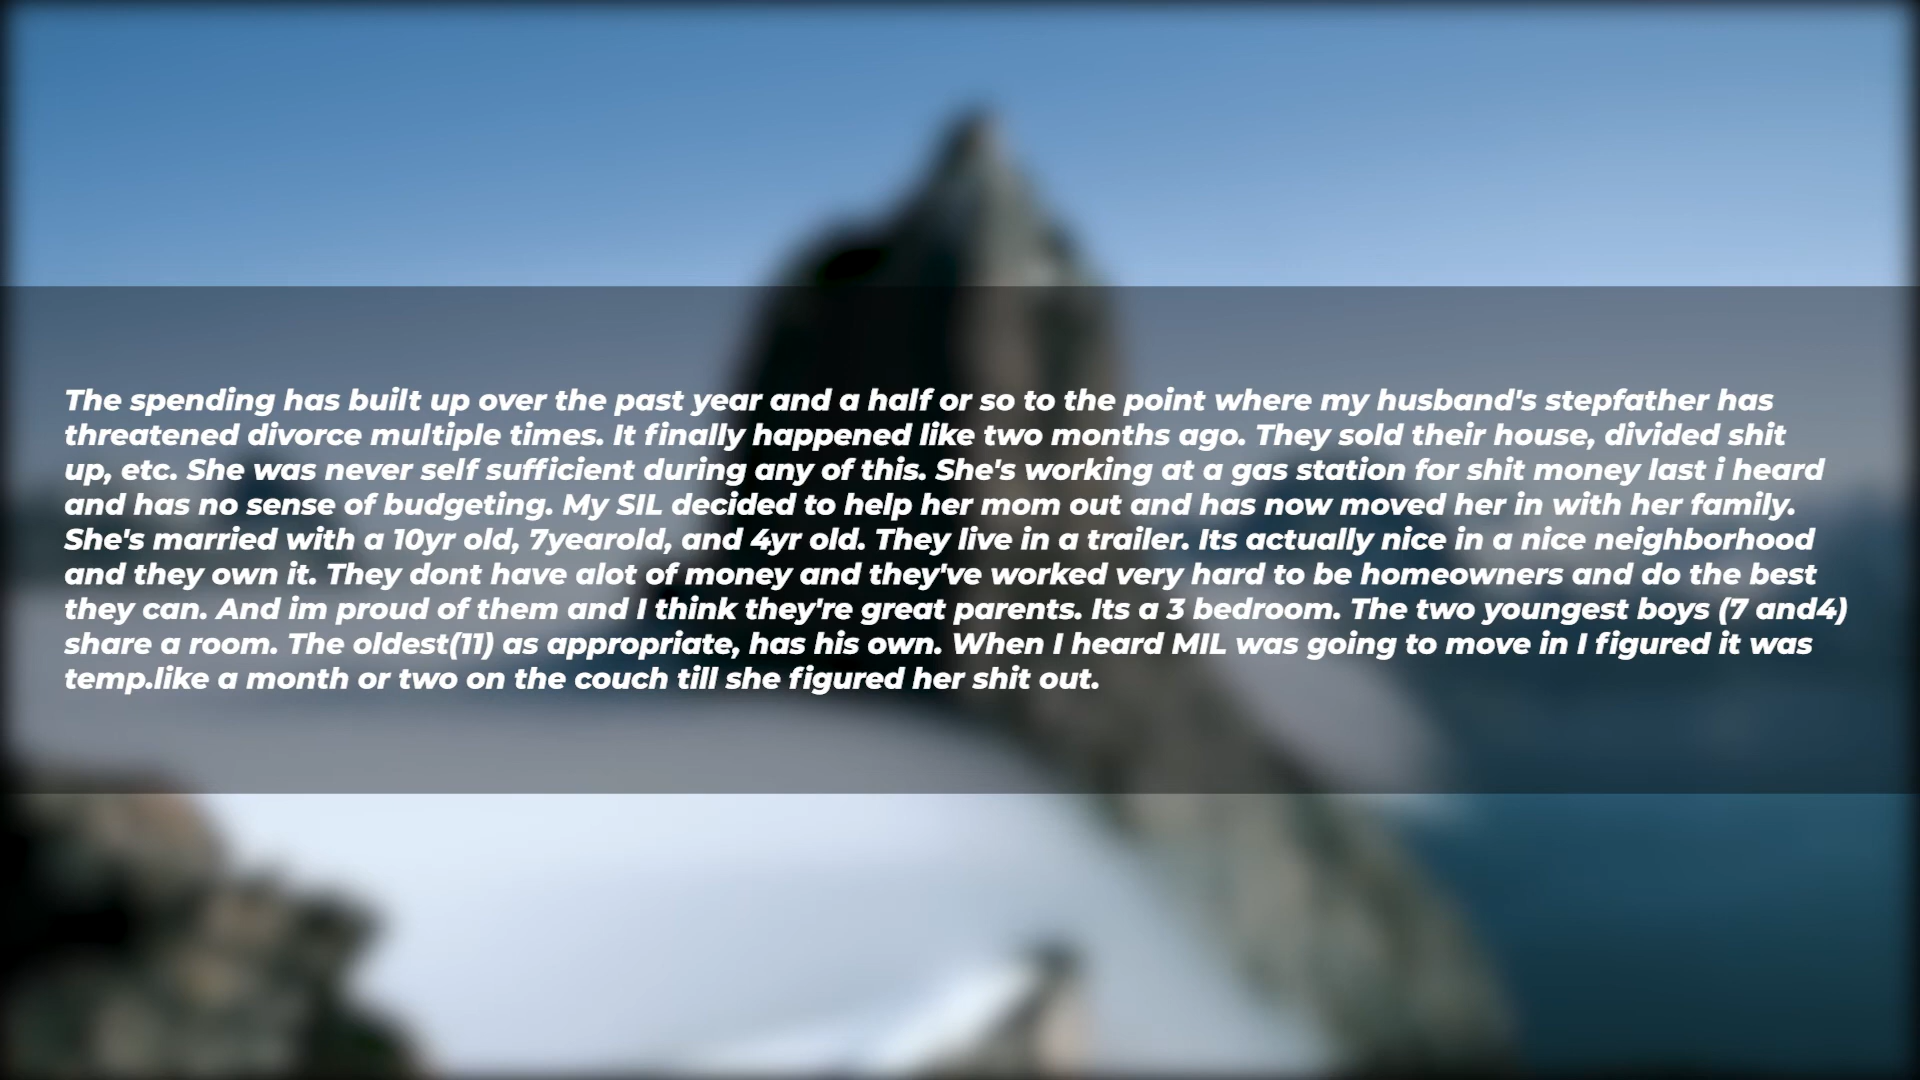 The spending has built up over the past year and a half or so to the point where my husband's stepfather has
threatened divorce multiple times. It finally happened like two months ago. They sold their house, divided shit
up, etc. She was never self sufficient during any of this. She's working at a gas station for shit money last i heard
and has no sense of budgeting. My SIL decided to help her mom out and has now moved her in with her family.
She's married with a 10yr old, 7yearold, and 4yr old. They live in a trailer. Its actually nice in a nice neighborhood
and they own it. They dont have alot of money and they've worked very hard to be homeowners and do the best
they can. And im proud of them and I think they're great parents. Its a 3 bedroom. The two youngest boys (7 and4)
share a room. The oldest(11) as appropriate, has his own. When I heard MIL was going to move in I figured it was
temp.like a month or two on the couch till she figured her shit out.